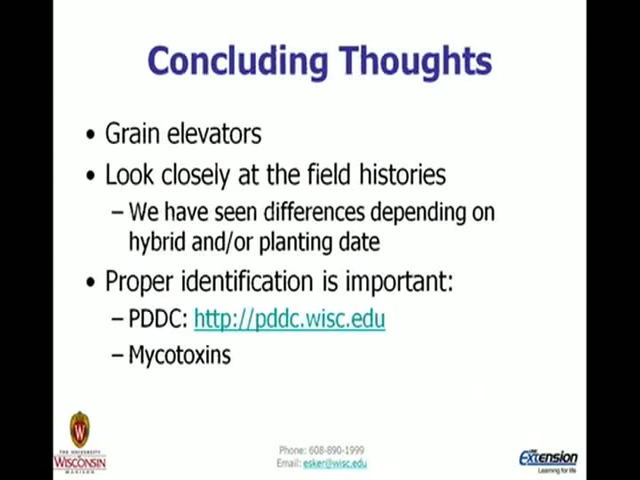 Concluding Thoughts
• Grain elevators
• Look closely at the field histories
– We have seen differences depending on
hybrid and/or planting date
• Proper identification is important:
– PDDC: http://pddc.wisc.edu
– Mycotoxins
W
THE UNIVERSITY
WISCONSIN
MADISON
Phone: 608-890-1999
Email: esker@wisc.edu
Extension
Learning for life